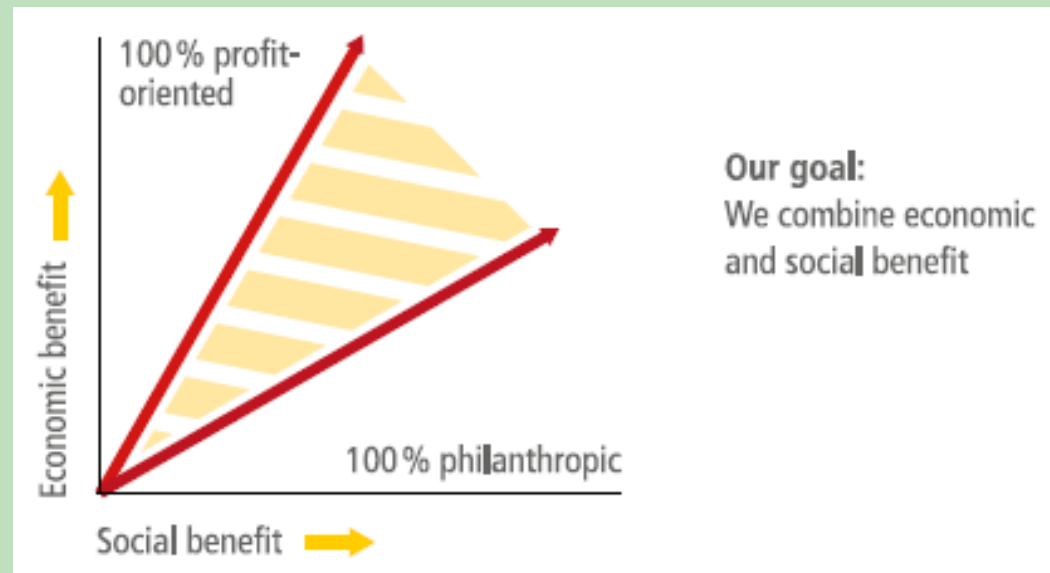 100 % profit-
oriented
Our goal:
We combine economic
and social benefit
Economic benefit
100 % philanthropic
Social benefit